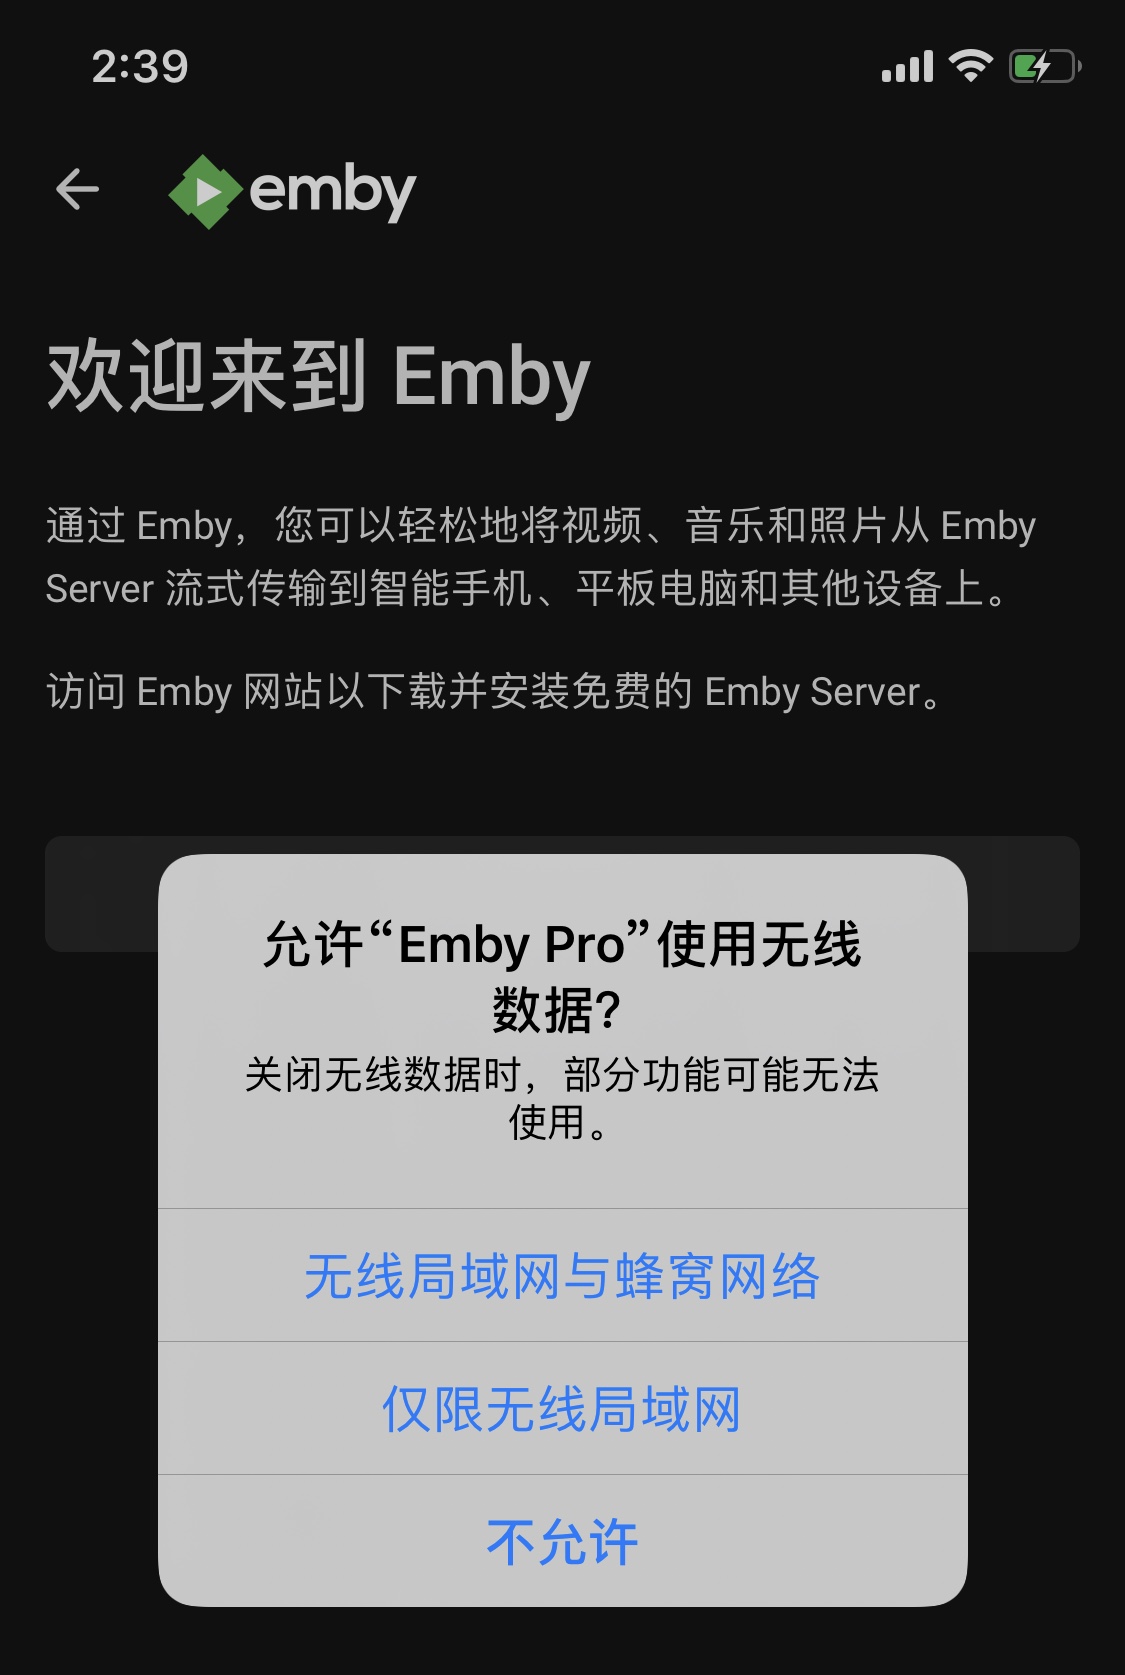 2:39
emby
欢迎来到 Emby
通过 Emby，您可以轻松地将视频、音乐和照片从 Emby
Server 流式传输到智能手机、平板电脑和其他设备上。
访问 Emby 网站以下载并安装免费的 Emby Server。
允许“Emby Pro”使用无线
数据？
关闭无线数据时，部分功能可能无法
使用。
无线局域网与蜂窝网络
仅限无线局域网
不允许